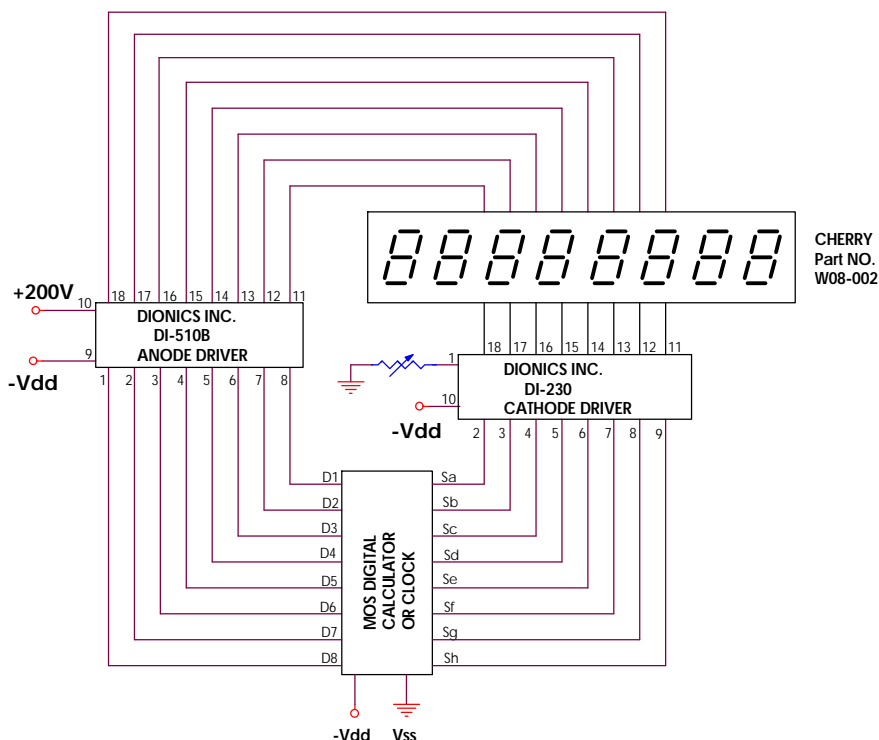 CHERRY
Part NO.
W08-002
+200V
10
18 17 16 15 14 13 12 11
DIONICS INC.
DI-510B
ANODE DRIVER
9
-Vdd
1 2 3 4 5 6 7 8
18 17 16 15 14 13 12 11
1
DIONICS INC.
DI-230
CATHODE DRIVER
10
-Vdd
2 3 4 5 6 7 8 9
D1 Sa
D2 Sb
D3 Sc
D4 Sd
D5 Se
D6 Sf
D7 Sg
D8 Sh
MOS DIGITAL
CALCULATOR
OR CLOCK
-Vdd Vss
88888888